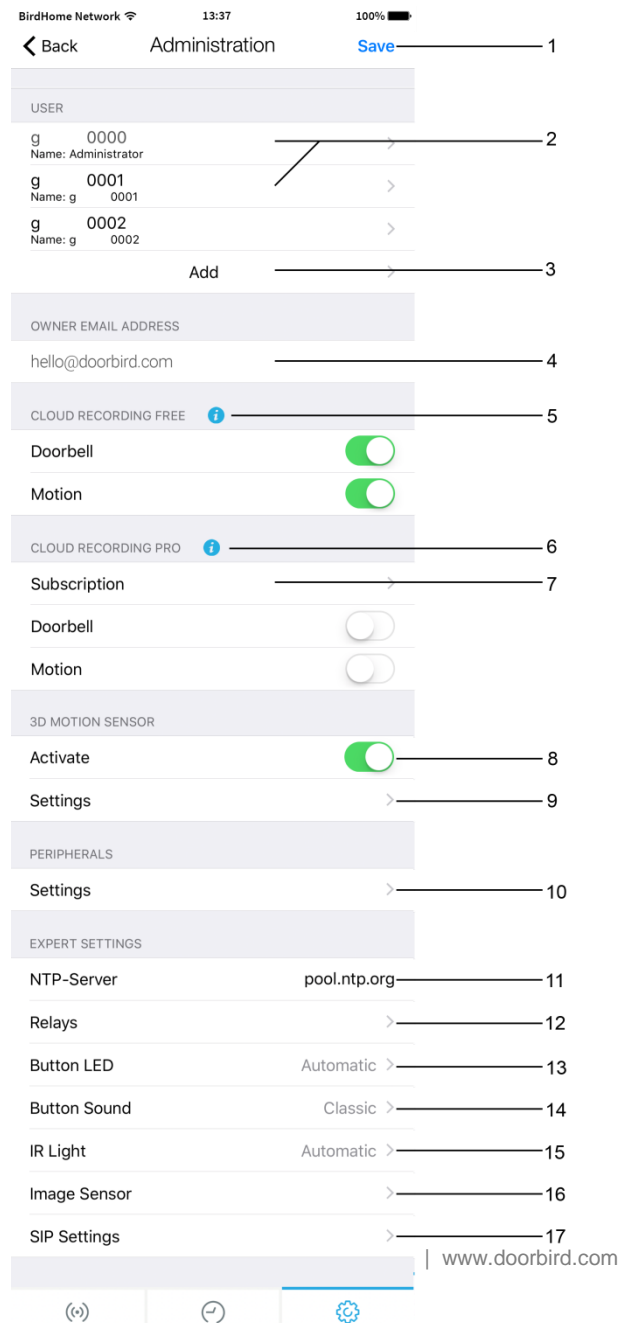 BirdHome Network 13:37 100%
Back Administration Save 1
USER
g 0000 2
Name: Administrator
g 0001
Name: g 0001
g 0002
Name: g 0002
Add 3
OWNER EMAIL ADDRESS
hello@doorbird.com 4
CLOUD RECORDING FREE i 5
Doorbell
Motion
CLOUD RECORDING PRO i 6
Subscription 7
Doorbell
Motion
3D MOTION SENSOR
Activate 8
Settings 9
PERIPHERALS
Settings 10
EXPERT SETTINGS
NTP-Server pool.ntp.org 11
Relays 12
Button LED Automatic 13
Button Sound Classic 14
IR Light Automatic 15
Image Sensor 16
SIP Settings 17
| www.doorbird.com